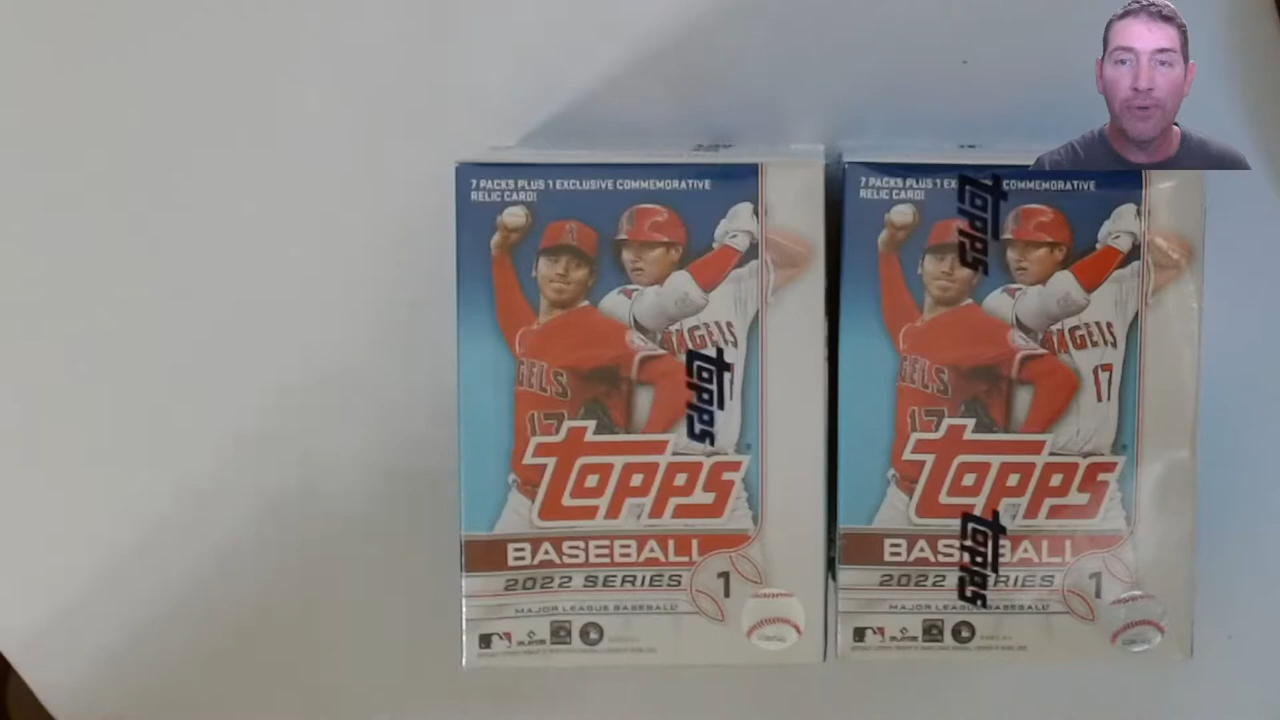 7 PACKS PLUS 1 EXCLUSIVE COMMEMORATIVE
RELIC CARD!
GELS
17
ANGELS
topps
topps
BASEBALL
2022 SERIES 1
MAJOR LEAGUE BASEBALL
7 PACKS PLUS 1 EX COMMEMORATIVE
RELIC CARD!
topps
NGELS
17
ANGELS
17
topps
topps
BASEBALL
2022 SERIES 1
MAJOR LEAGUE BASEBALL